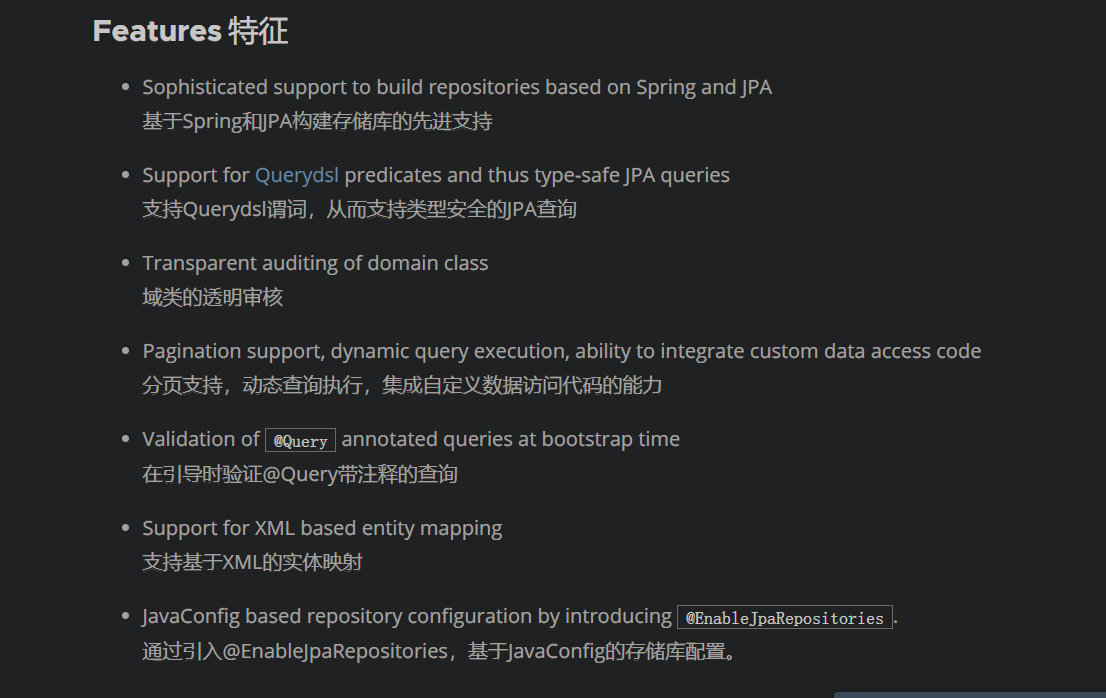 Features 特征
Sophisticated support to build repositories based on Spring and JPA
基于Spring和JPA构建存储库的先进支持
Support for Querydsl predicates and thus type-safe JPA queries
支持Querydsl谓词，从而支持类型安全的JPA查询
Transparent auditing of domain class
域类的透明审核
Pagination support, dynamic query execution, ability to integrate custom data access code
分页支持，动态查询执行，集成自定义数据访问代码的能力
Validation of @Query annotated queries at bootstrap time
在引导时验证@Query带注释的查询
Support for XML based entity mapping
支持基于XML的实体映射
JavaConfig based repository configuration by introducing @EnableJpaRepositories.
通过引入@EnableJpaRepositories，基于JavaConfig的存储库配置。